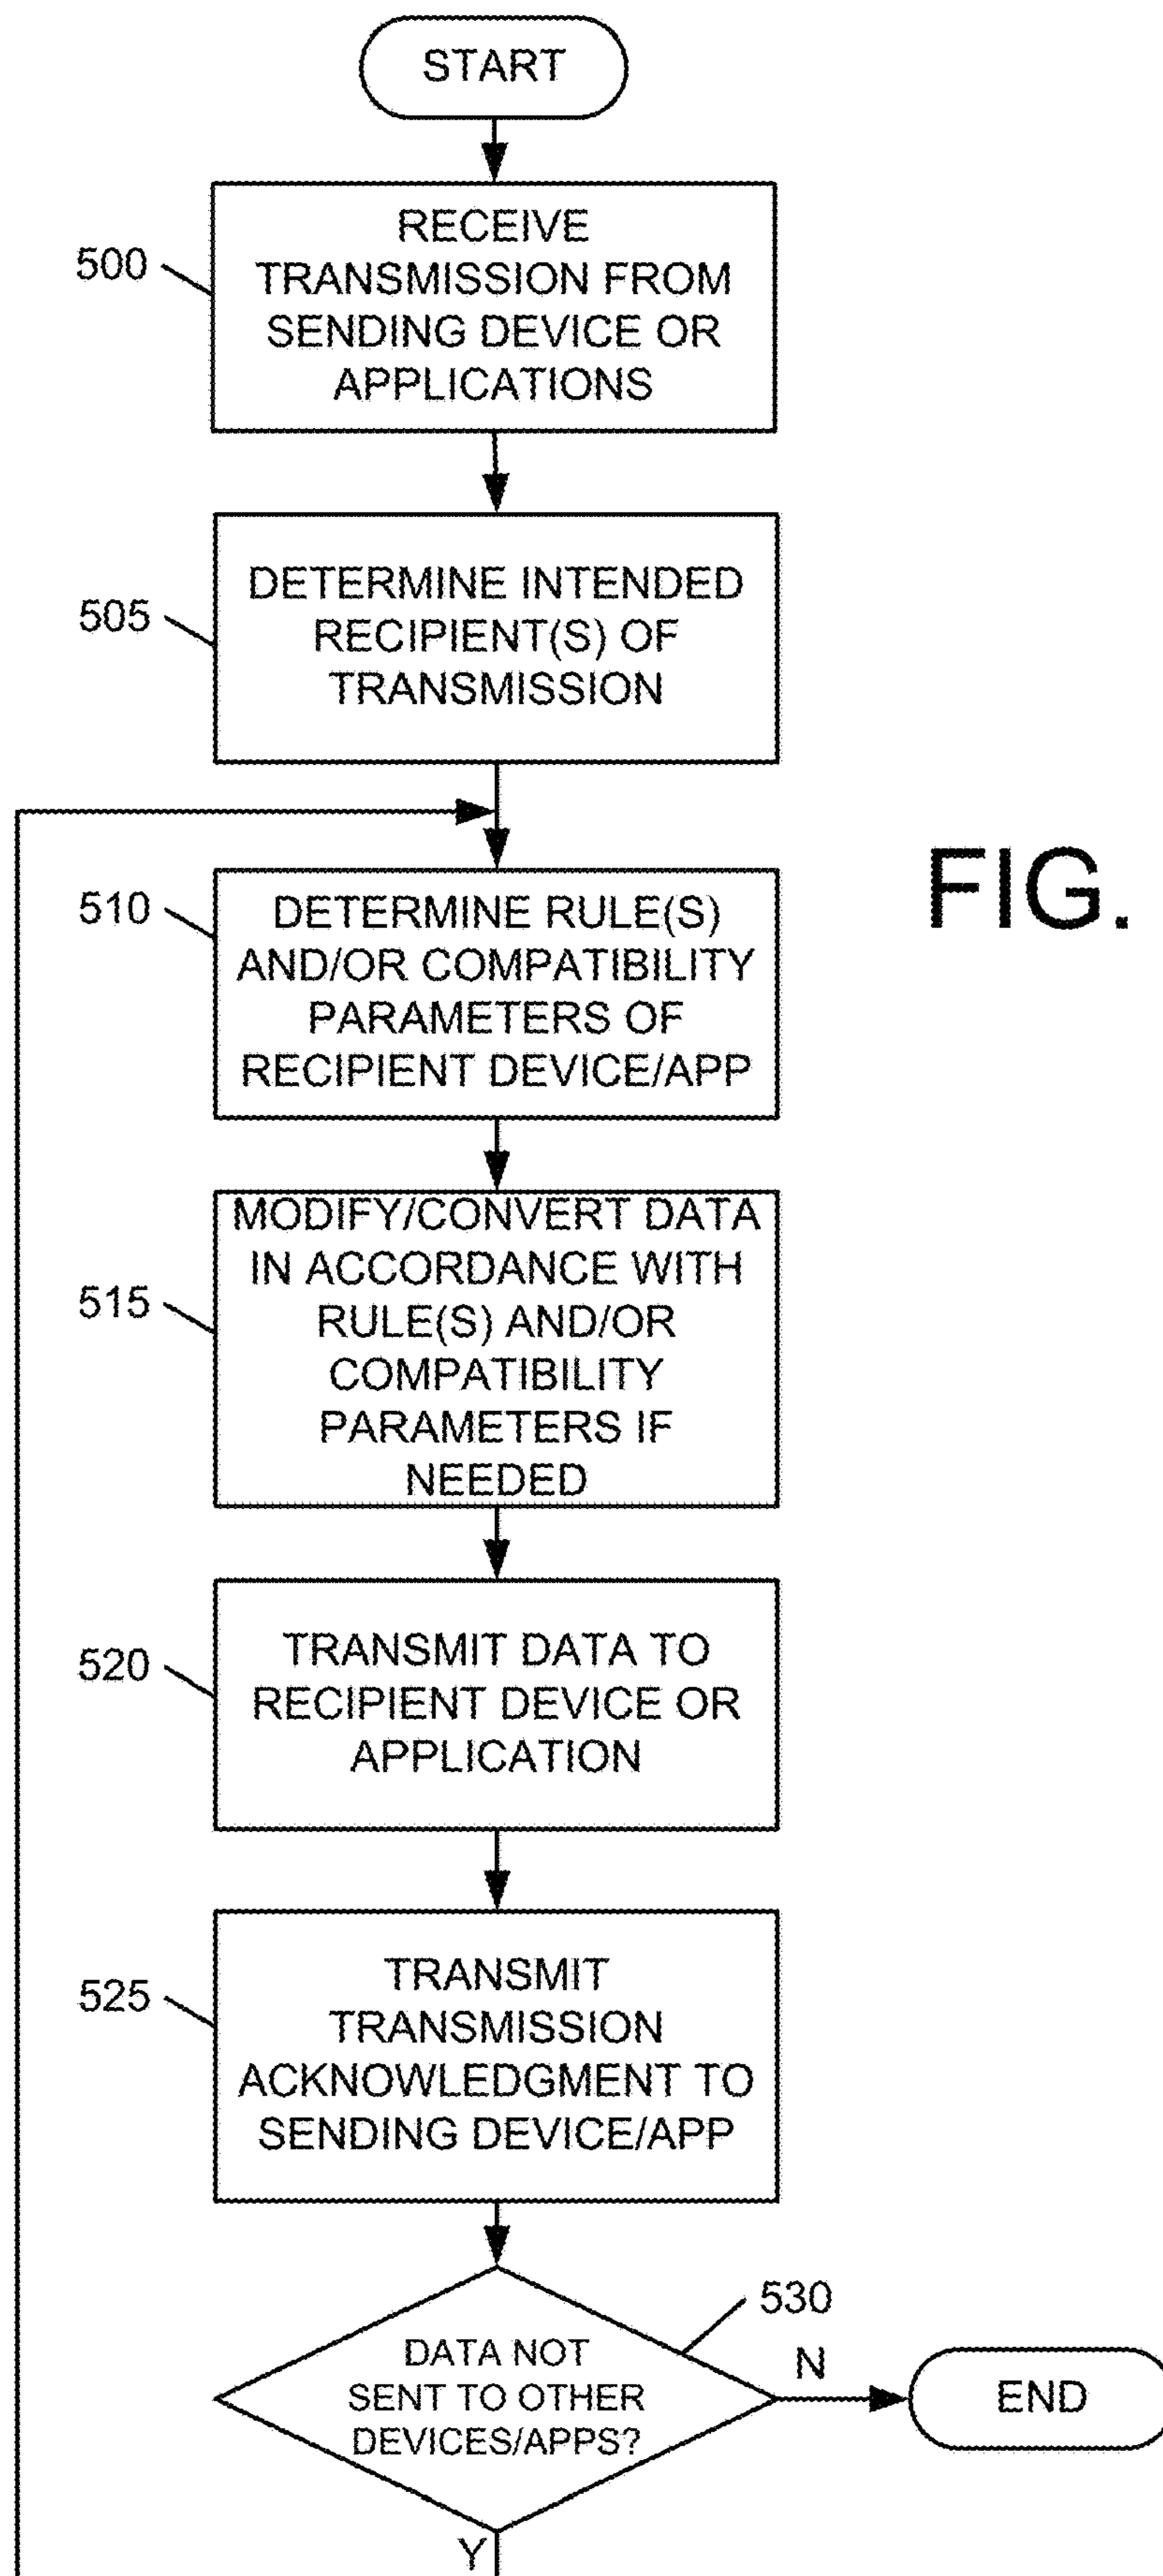 START
500
RECEIVE
TRANSMISSION FROM
SENDING DEVICE OR
APPLICATIONS
505
DETERMINE INTENDED
RECIPIENT(S) OF
TRANSMISSION
FIG.
510
DETERMINE RULE(S)
AND/OR COMPATIBILITY
PARAMETERS OF
RECIPIENT DEVICE/APP
515
MODIFY/CONVERT DATA
IN ACCORDANCE WITH
RULE(S) AND/OR
COMPATIBILITY
PARAMETERS IF
NEEDED
520
TRANSMIT DATA TO
RECIPIENT DEVICE OR
APPLICATION
525
TRANSMIT
TRANSMISSION
ACKNOWLEDGMENT TO
SENDING DEVICE/APP
530
DATA NOT
SENT TO OTHER
DEVICES/APPS?
N
END
Y